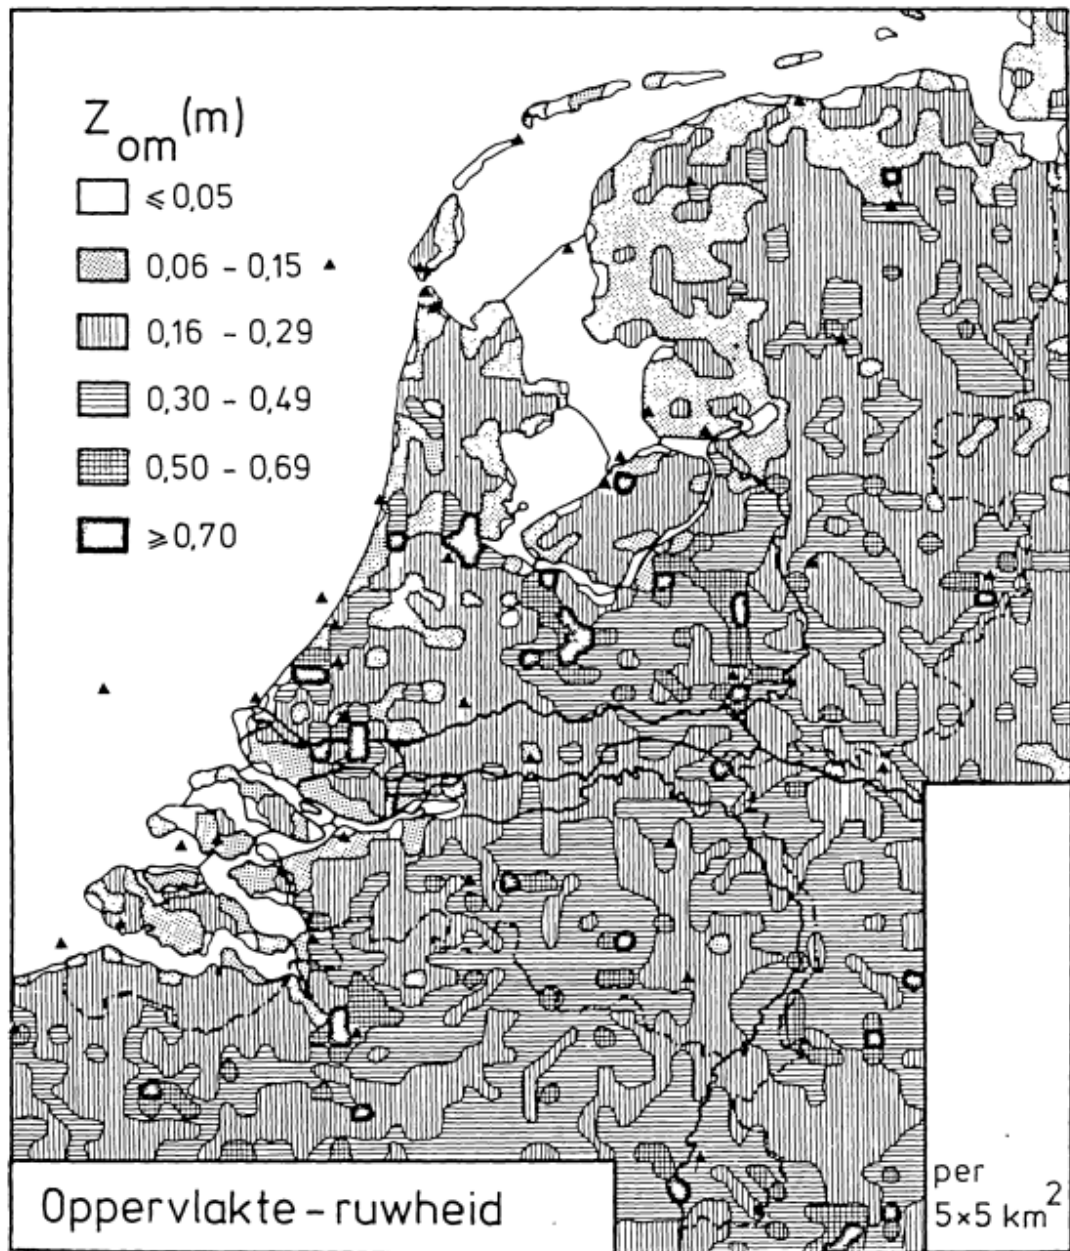 Zom(m)
≤ 0,05
0,06 - 0,15
0,16 - 0,29
0,30 - 0,49
0,50 - 0,69
≥ 0,70
Oppervlakte - ruwheid
per
5×5 km²